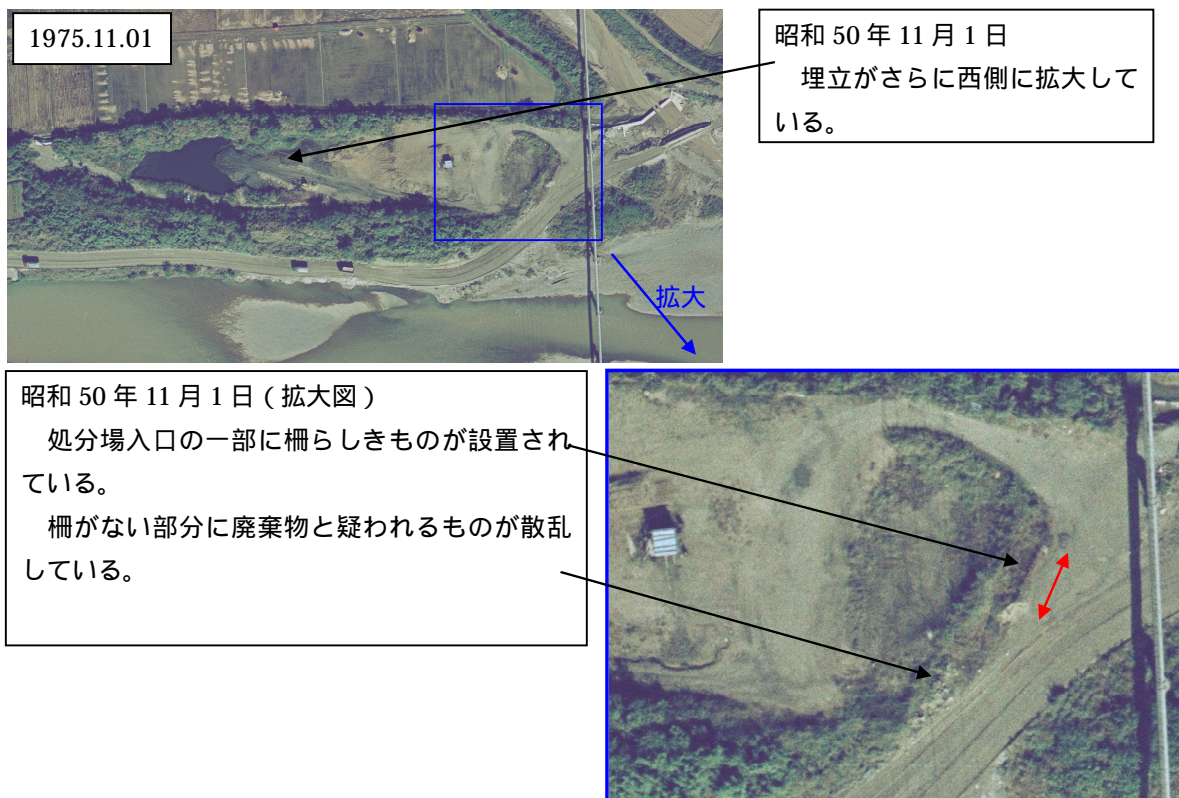 1975.11.01
昭和 50 年 11 月 1 日
埋立がさらに西側に拡大して
いる。
拡大
昭和 50 年 11 月 1 日（拡大図）
処分場入口の一部に柵らしきものが設置され
ている。
柵がない部分に廃棄物と疑われるものが散乱
している。